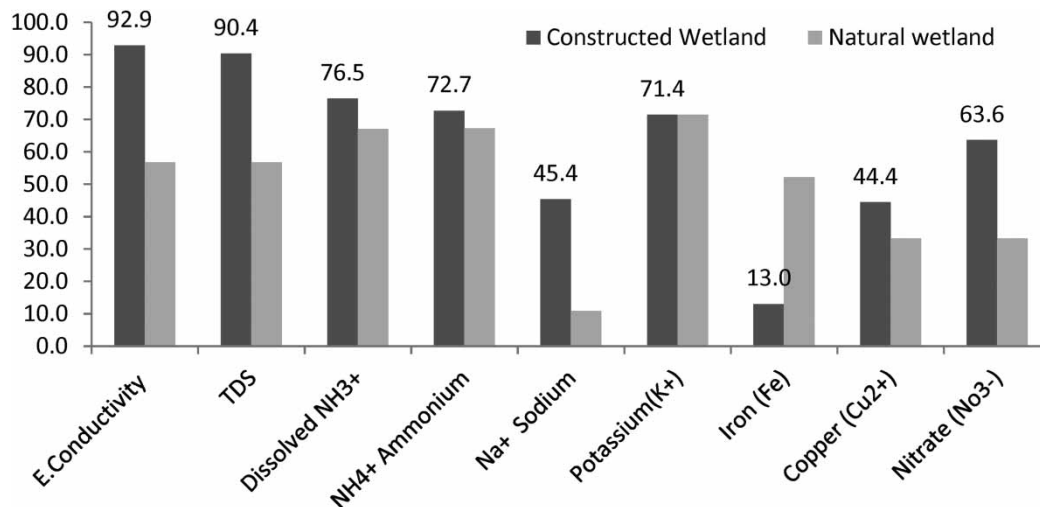 100.0
90.0
80.0
70.0
60.0
50.0
40.0
30.0
20.0
10.0
0.0
92.9
90.4
76.5
72.7
45.4
71.4
13.0
44.4
63.6
Constructed Wetland
Natural wetland
E.Conductivity
TDS
Dissolved NH3+
NH4+ Ammonium
Na+ Sodium
Potassium(K+)
Iron (Fe)
Copper (Cu2+)
Nitrate (No3-)